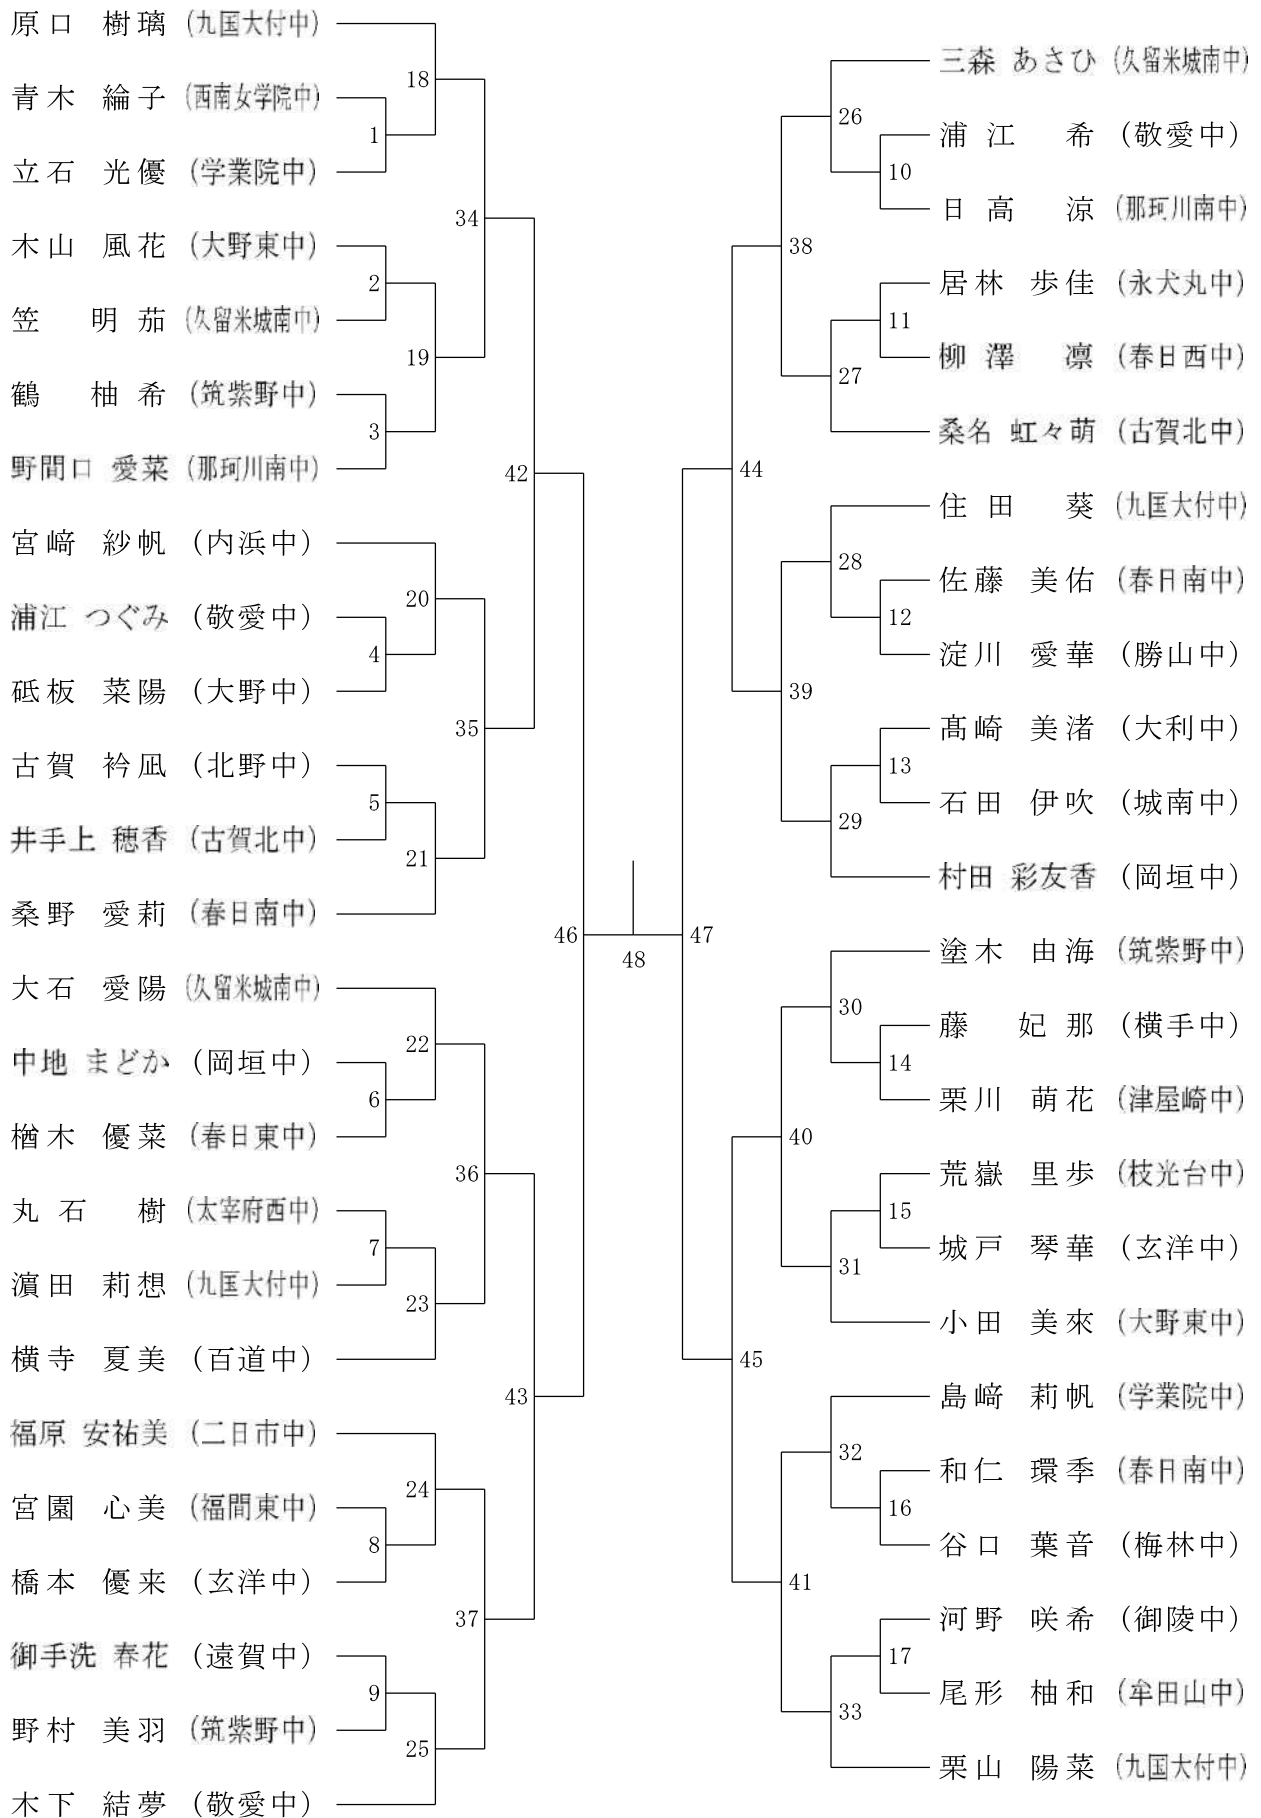 原口 樹璃 (九国大付中)
青木 綸子 (西南女学院中)
立石 光優 (学業院中)
木山 風花 (大野東中)
笠 明茄 (久留米城南中)
鶴 柚希 (筑紫野中)
野間口 愛菜 (那珂川南中)
宮﨑 紗帆 (内浜中)
浦江 つぐみ (敬愛中)
砥板 菜陽 (大野中)
古賀 衿凪 (北野中)
井手上 穂香 (古賀北中)
桑野 愛莉 (春日南中)
大石 愛陽 (久留米城南中)
中地 まどか (岡垣中)
楢木 優菜 (春日東中)
丸石 樹 (太宰府西中)
濵田 莉想 (九国大付中)
横寺 夏美 (百道中)
福原 安祐美 (二日市中)
宮園 心美 (福間東中)
橋本 優来 (玄洋中)
御手洗 春花 (遠賀中)
野村 美羽 (筑紫野中)
木下 結夢 (敬愛中)
1
2
3
4
5
6
7
8
9
18
19
20
21
22
23
24
25
34
35
36
37
42
43
46
48
47
44
45
38
39
40
41
26
27
28
29
30
31
32
33
10
11
12
13
14
15
16
17
三森 あさひ (久留米城南中)
浦江 希 (敬愛中)
日高 涼 (那珂川南中)
居林 歩佳 (永犬丸中)
柳澤 凛 (春日西中)
桑名 虹々萌 (古賀北中)
住田 葵 (九国大付中)
佐藤 美佑 (春日南中)
淀川 愛華 (勝山中)
髙崎 美渚 (大利中)
石田 伊吹 (城南中)
村田 彩友香 (岡垣中)
塗木 由海 (筑紫野中)
藤 妃那 (横手中)
栗川 萌花 (津屋崎中)
荒嶽 里歩 (枝光台中)
城戸 琴華 (玄洋中)
小田 美來 (大野東中)
島﨑 莉帆 (学業院中)
和仁 環季 (春日南中)
谷口 葉音 (梅林中)
河野 咲希 (御陵中)
尾形 柚和 (牟田山中)
栗山 陽菜 (九国大付中)